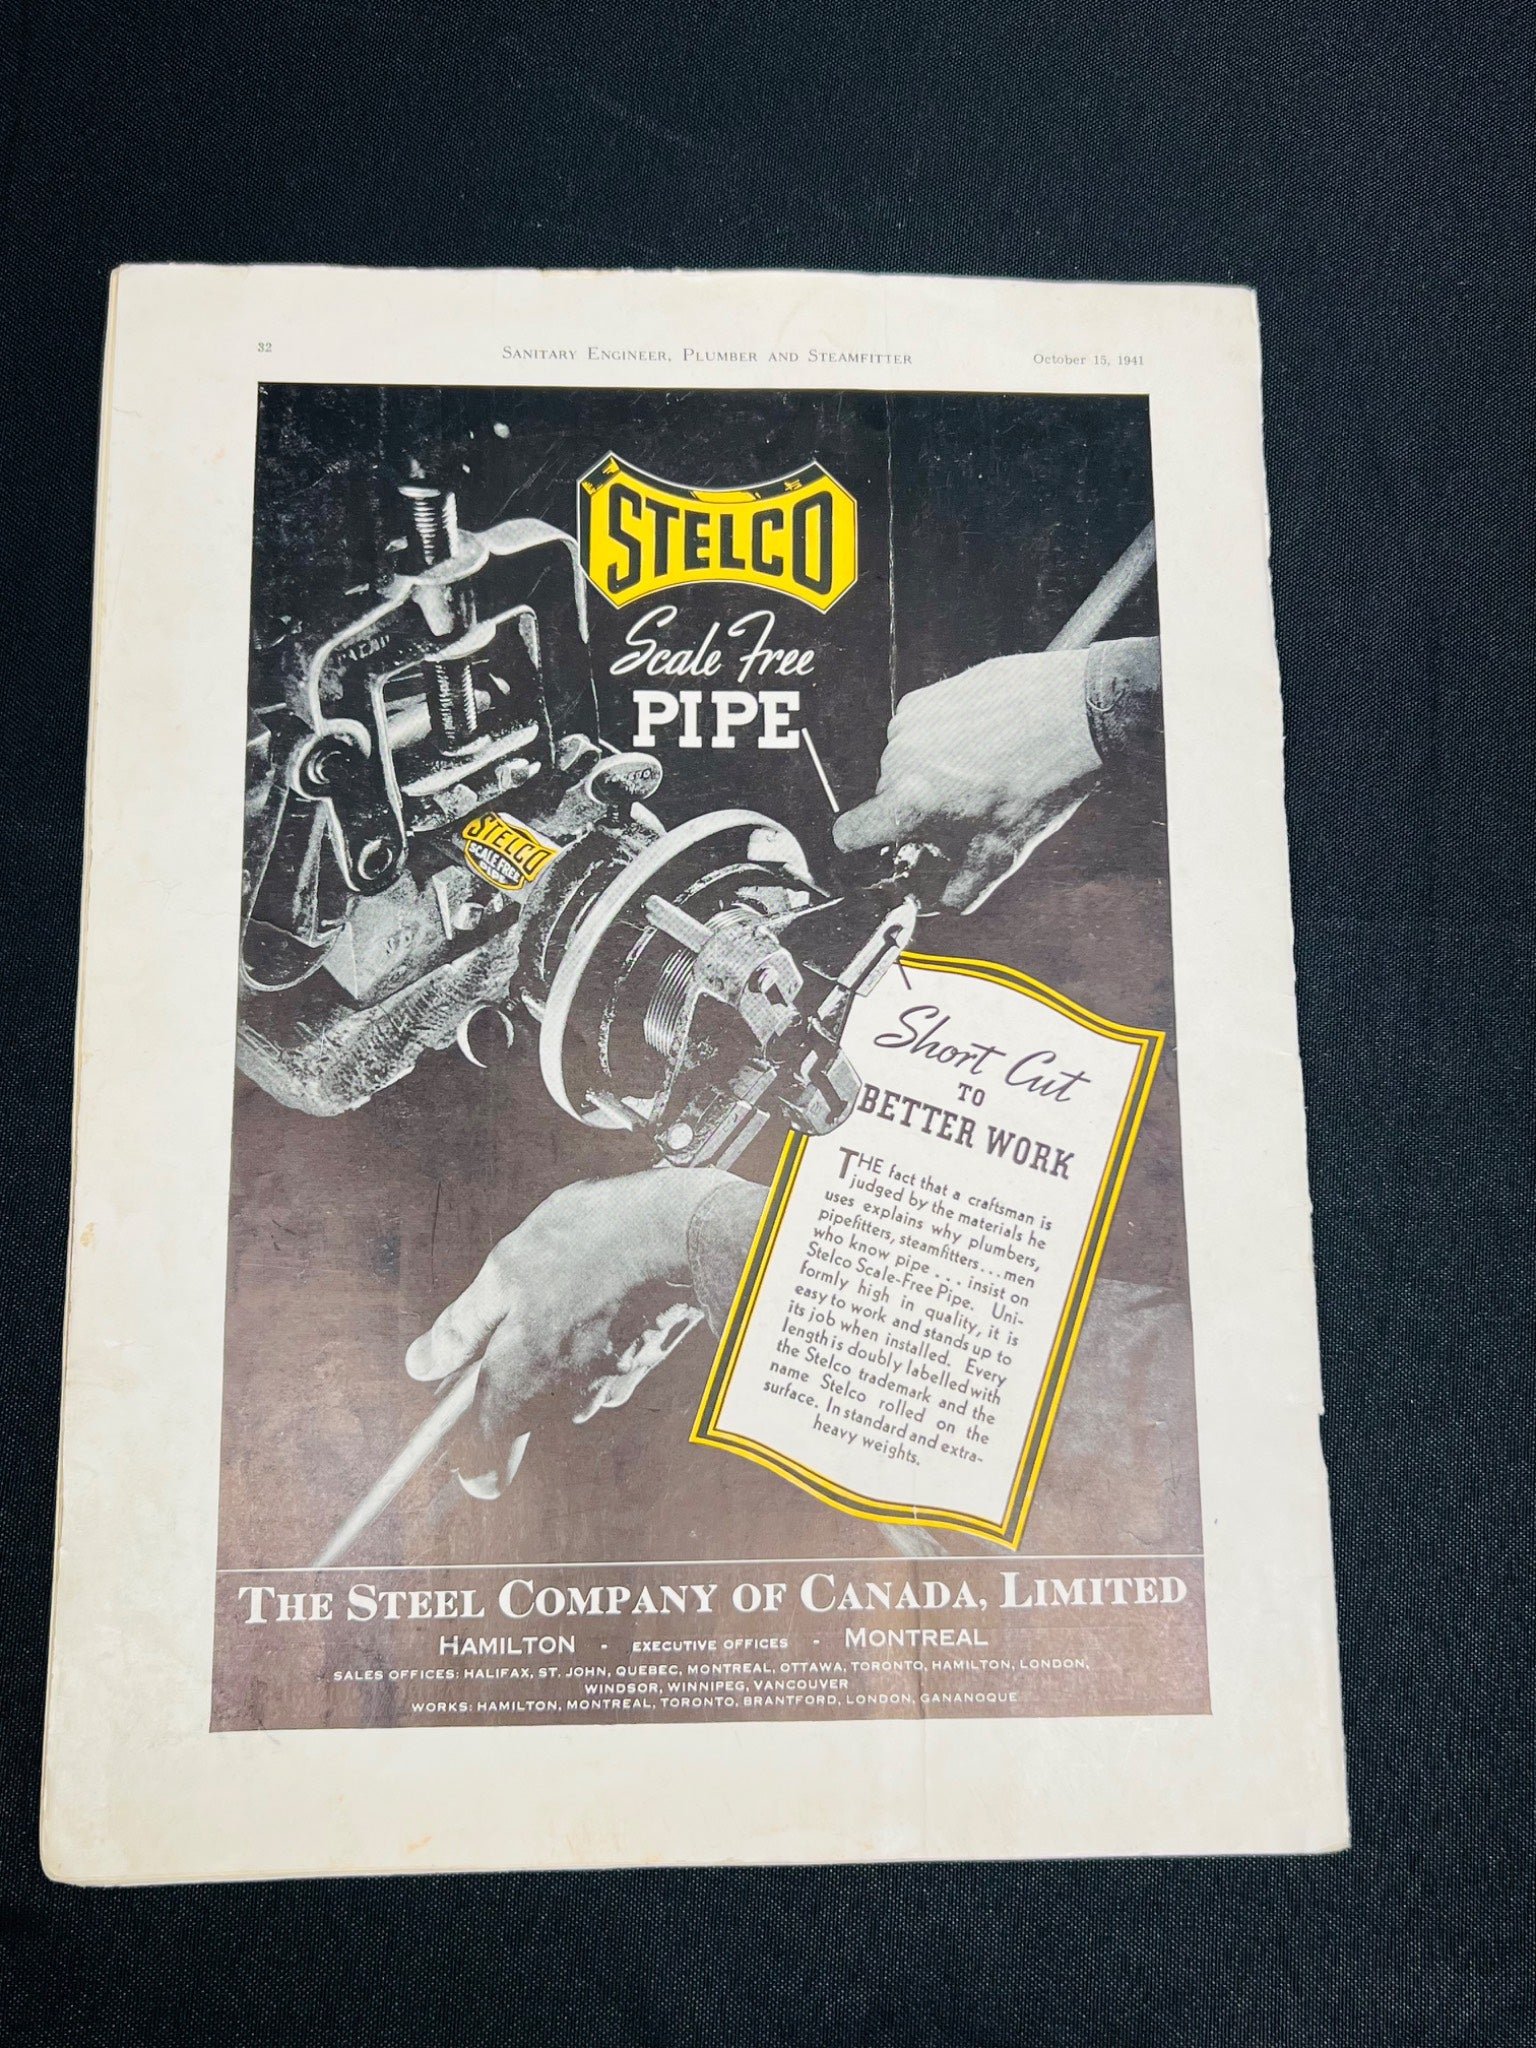 32 SANITARY ENGINEER, PLUMBER AND STEAMFITTER October 15, 1941
STELCO
Scale Free
PIPE
STELCO
SCALE FREE
PIPE
Short Cut
TO
BETTER WORK
THE fact that a craftsman is
judged by the materials he
uses explains why plumbers,
pipefitters, steamfitters...men
who know pipe ... insist on
Stelco Scale-Free Pipe. Uni-
formly high in quality, it is
easy to work and stands up to
its job when installed. Every
length is doubly labelled with
the Stelco trademark and the
name Stelco rolled on the
surface. In standard and extra-
heavy weights.
THE STEEL COMPANY OF CANADA, LIMITED
HAMILTON - EXECUTIVE OFFICES - MONTREAL
SALES OFFICES: HALIFAX, ST. JOHN, QUEBEC, MONTREAL, OTTAWA, TORONTO, HAMILTON, LONDON,
WINDSOR, WINNIPEG, VANCOUVER
WORKS: HAMILTON, MONTREAL, TORONTO, BRANTFORD, LONDON, GANANOQUE